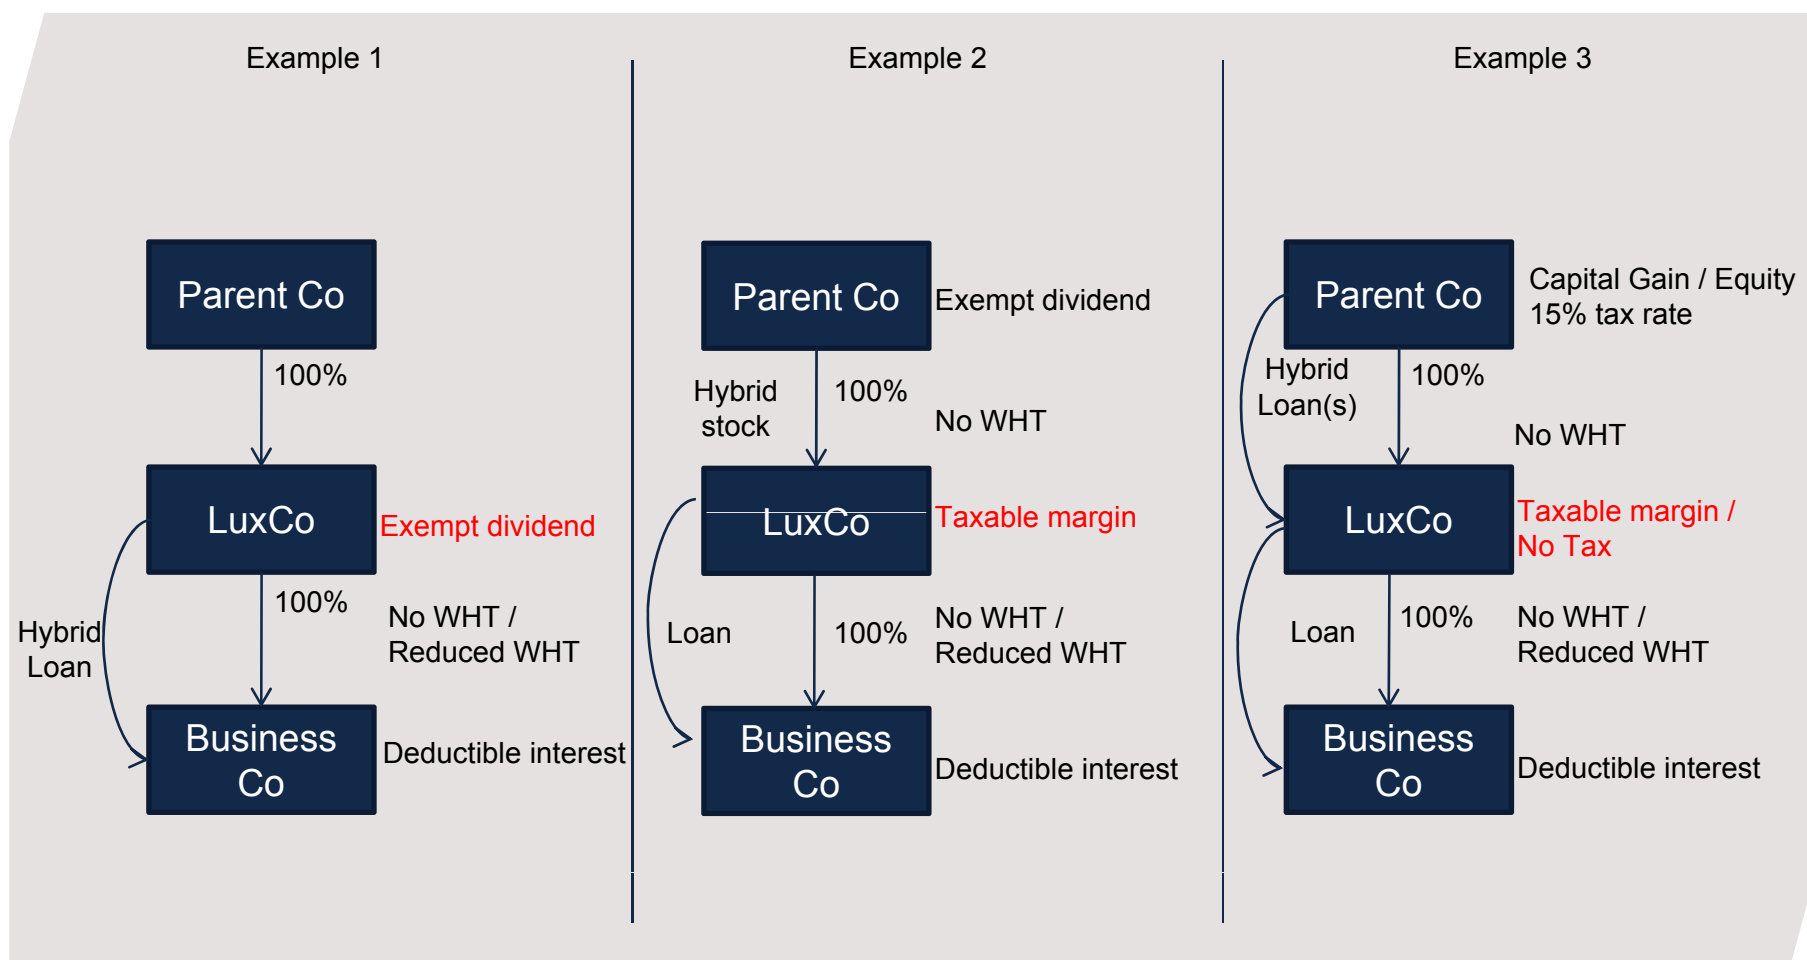 Example 1
Parent Co
100%
LuxCo
Exempt dividend
100%
No WHT /
Reduced WHT
Hybrid
Loan
Business
Co
Deductible interest
Example 2
Parent Co
Exempt dividend
Hybrid
stock
100%
No WHT
LuxCo
Taxable margin
Loan
100%
No WHT /
Reduced WHT
Business
Co
Deductible interest
Example 3
Parent Co
Capital Gain / Equity
15% tax rate
Hybrid
Loan(s)
100%
No WHT
LuxCo
Taxable margin /
No Tax
Loan
100%
No WHT /
Reduced WHT
Business
Co
Deductible interest